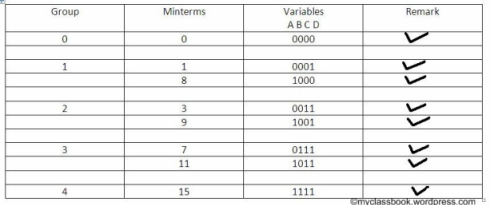 Group Minterms Variables Remark
A B C D
0 0 0000
1 1 0001
8 1000
2 3 0011
9 1001
3 7 0111
11 1011
4 15 1111
©myclassbook.wordpress.com